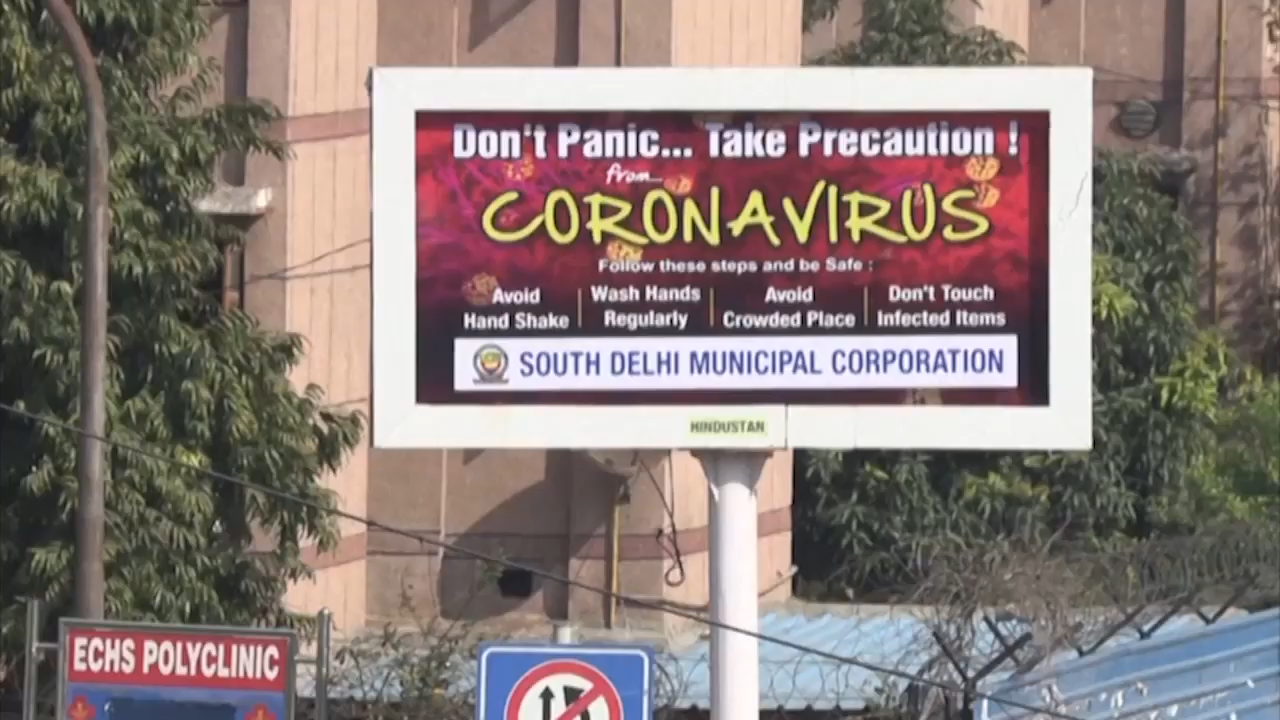 Don't Panic... Take Precaution !
from...
CORONAVIRUS
Follow these steps and be Safe :
Avoid
Hand Shake
Wash Hands
Regularly
Avoid
Crowded Place
Don't Touch
Infected Items
SOUTH DELHI MUNICIPAL CORPORATION
HINDUSTAN
ECHS POLYCLINIC